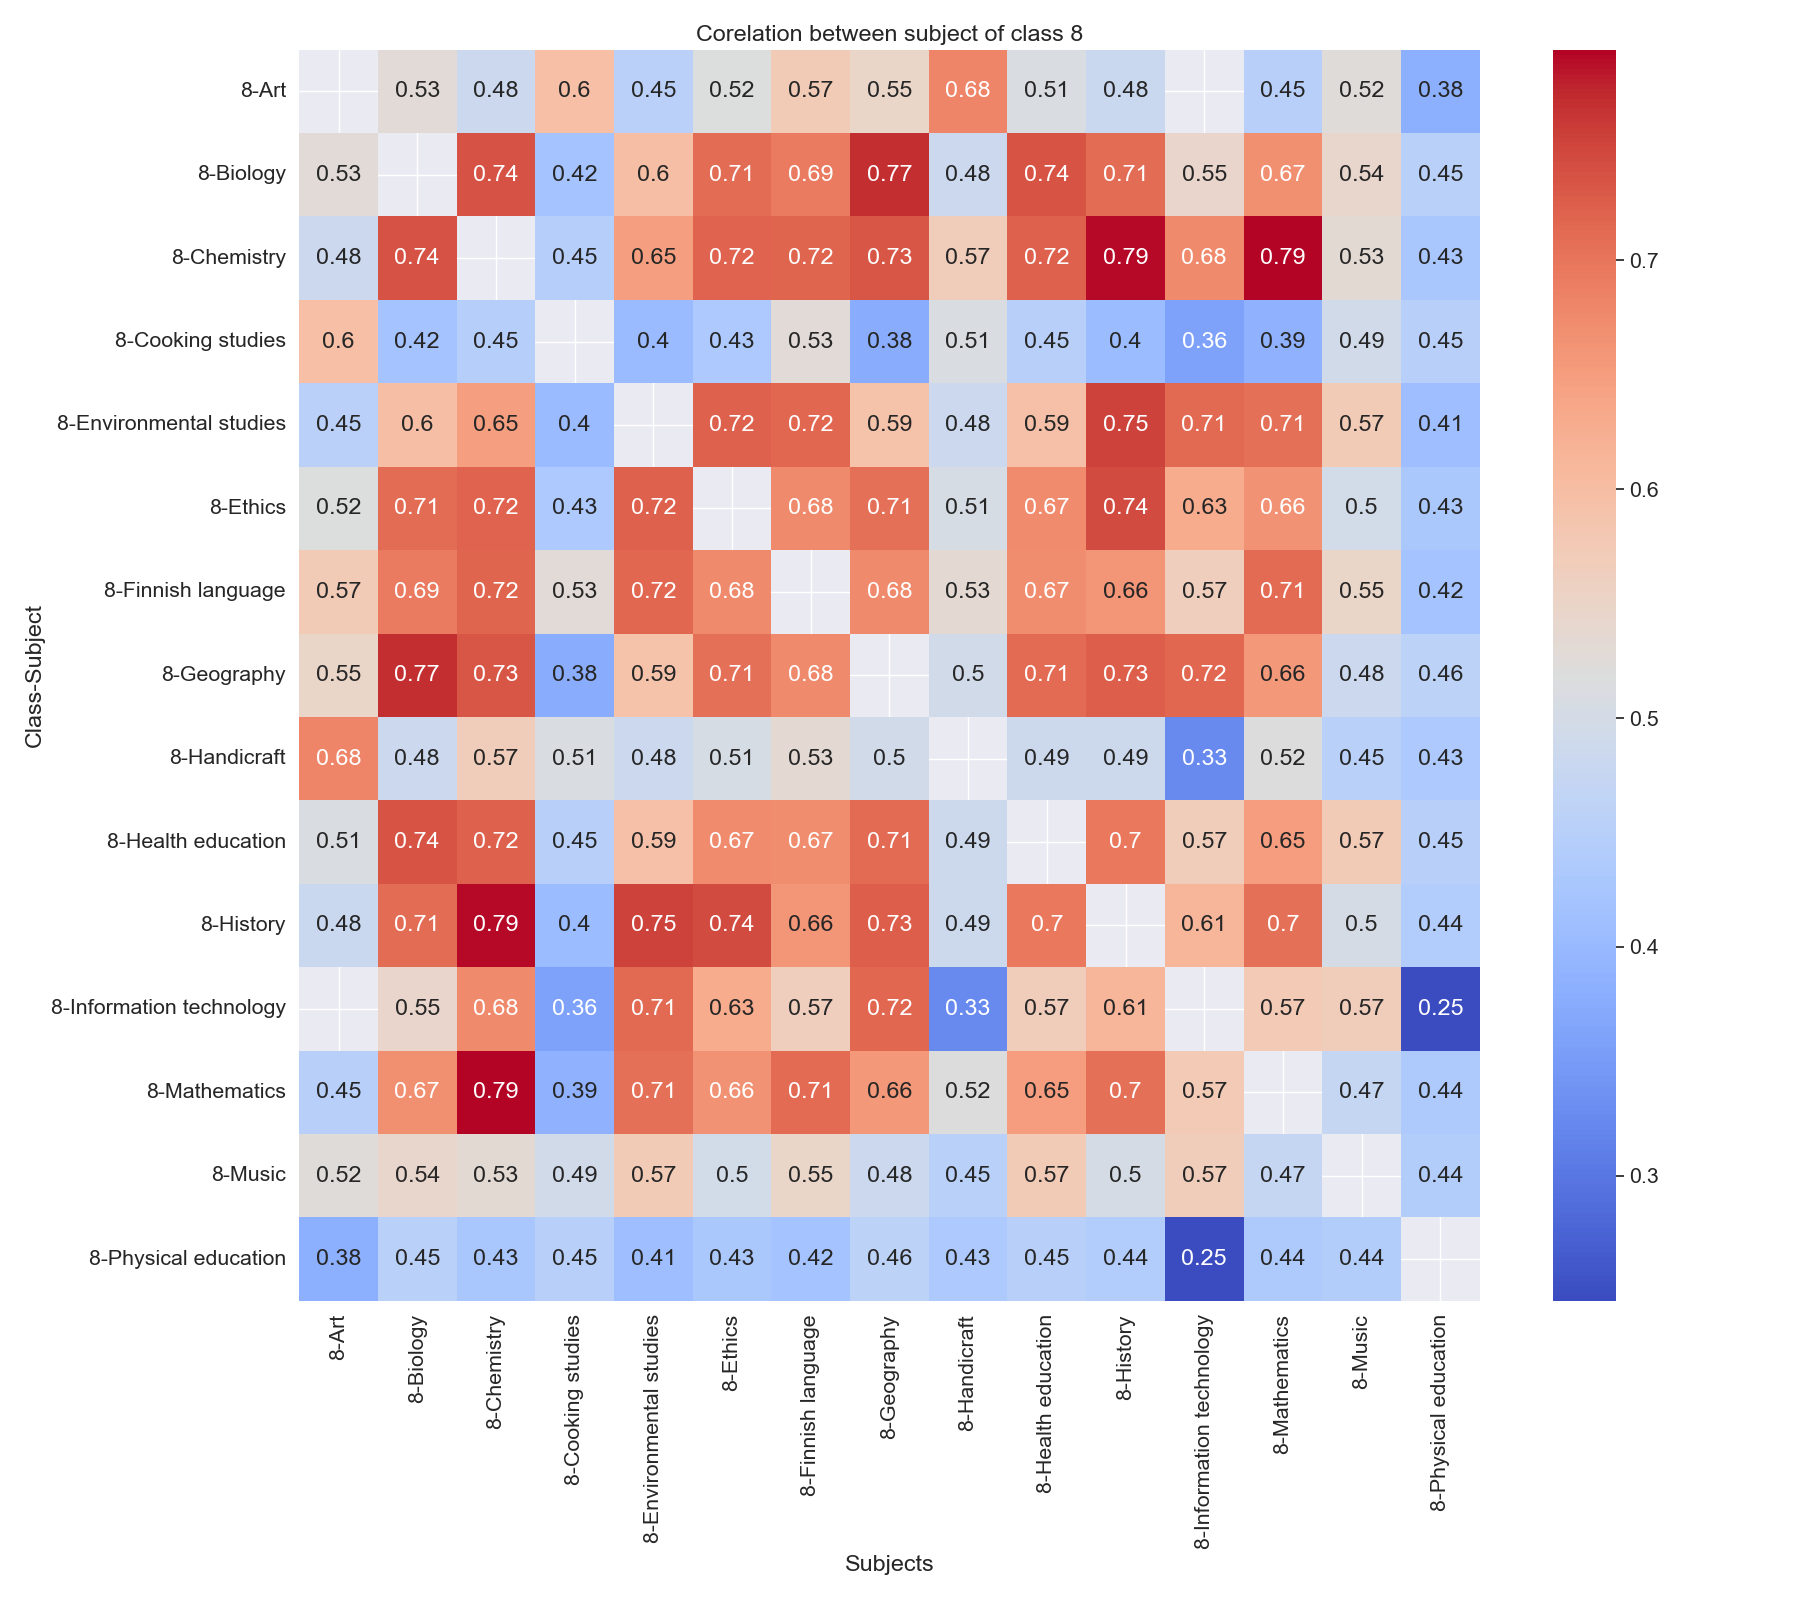 Corelation between subject of class 8
8-Art 0.53 0.48 0.6 0.45 0.52 0.57 0.55 0.68 0.51 0.48 0.45 0.52 0.38
8-Biology 0.53 0.74 0.42 0.6 0.71 0.69 0.77 0.48 0.74 0.71 0.55 0.67 0.54 0.45
8-Chemistry 0.48 0.74 0.45 0.65 0.72 0.72 0.73 0.57 0.72 0.79 0.68 0.79 0.53 0.43
8-Cooking studies 0.6 0.42 0.45 0.4 0.43 0.53 0.38 0.51 0.45 0.4 0.36 0.39 0.49 0.45
8-Environmental studies 0.45 0.6 0.65 0.4 0.72 0.72 0.59 0.48 0.59 0.75 0.71 0.71 0.57 0.41
8-Ethics 0.52 0.71 0.72 0.43 0.72 0.68 0.71 0.51 0.67 0.74 0.63 0.66 0.5 0.43
8-Finnish language 0.57 0.69 0.72 0.53 0.72 0.68 0.68 0.53 0.67 0.66 0.57 0.71 0.55 0.42
8-Geography 0.55 0.77 0.73 0.38 0.59 0.71 0.68 0.5 0.71 0.73 0.72 0.66 0.48 0.46
8-Handicraft 0.68 0.48 0.57 0.51 0.48 0.51 0.53 0.5 0.49 0.49 0.33 0.52 0.45 0.43
8-Health education 0.51 0.74 0.72 0.45 0.59 0.67 0.67 0.71 0.49 0.7 0.57 0.65 0.57 0.45
8-History 0.48 0.71 0.79 0.4 0.75 0.74 0.66 0.73 0.49 0.7 0.61 0.7 0.5 0.44
8-Information technology 0.55 0.68 0.36 0.71 0.63 0.57 0.72 0.33 0.57 0.61 0.57 0.57 0.25
8-Mathematics 0.45 0.67 0.79 0.39 0.71 0.66 0.71 0.66 0.52 0.65 0.7 0.57 0.47 0.44
8-Music 0.52 0.54 0.53 0.49 0.57 0.5 0.55 0.48 0.45 0.57 0.5 0.57 0.47 0.44
8-Physical education 0.38 0.45 0.43 0.45 0.41 0.43 0.42 0.46 0.43 0.45 0.44 0.25 0.44 0.44
Class-Subject
8-Art
8-Biology
8-Chemistry
8-Cooking studies
8-Environmental studies
8-Ethics
8-Finnish language
8-Geography
8-Handicraft
8-Health education
8-History
8-Information technology
8-Mathematics
8-Music
8-Physical education
Subjects
0.7
0.6
0.5
0.4
0.3